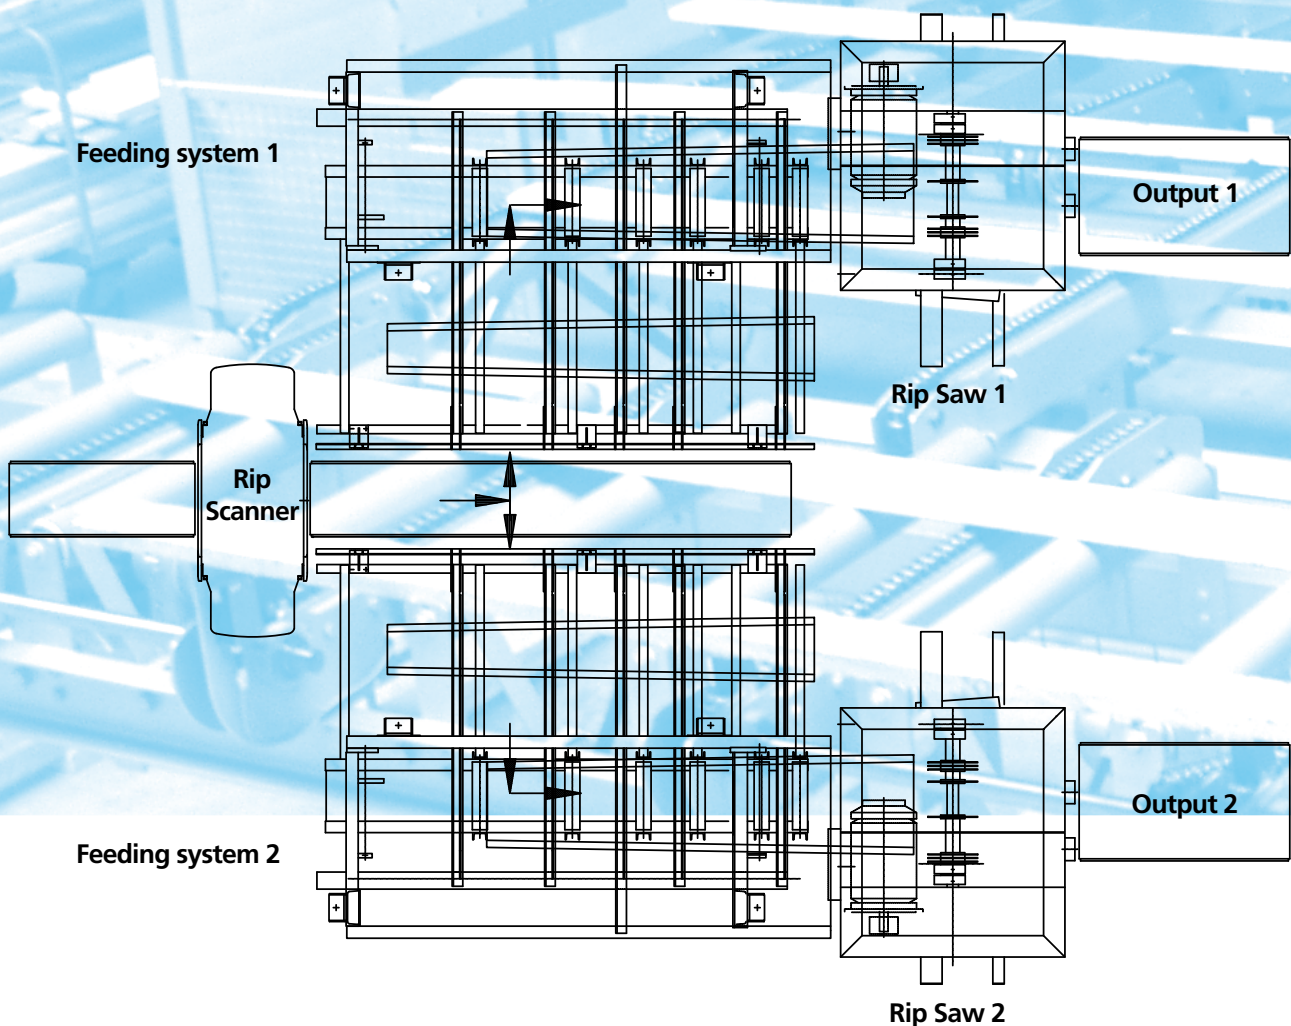 Feeding system 1
Output 1
Rip Saw 1
Rip
Scanner
Output 2
Feeding system 2
Rip Saw 2